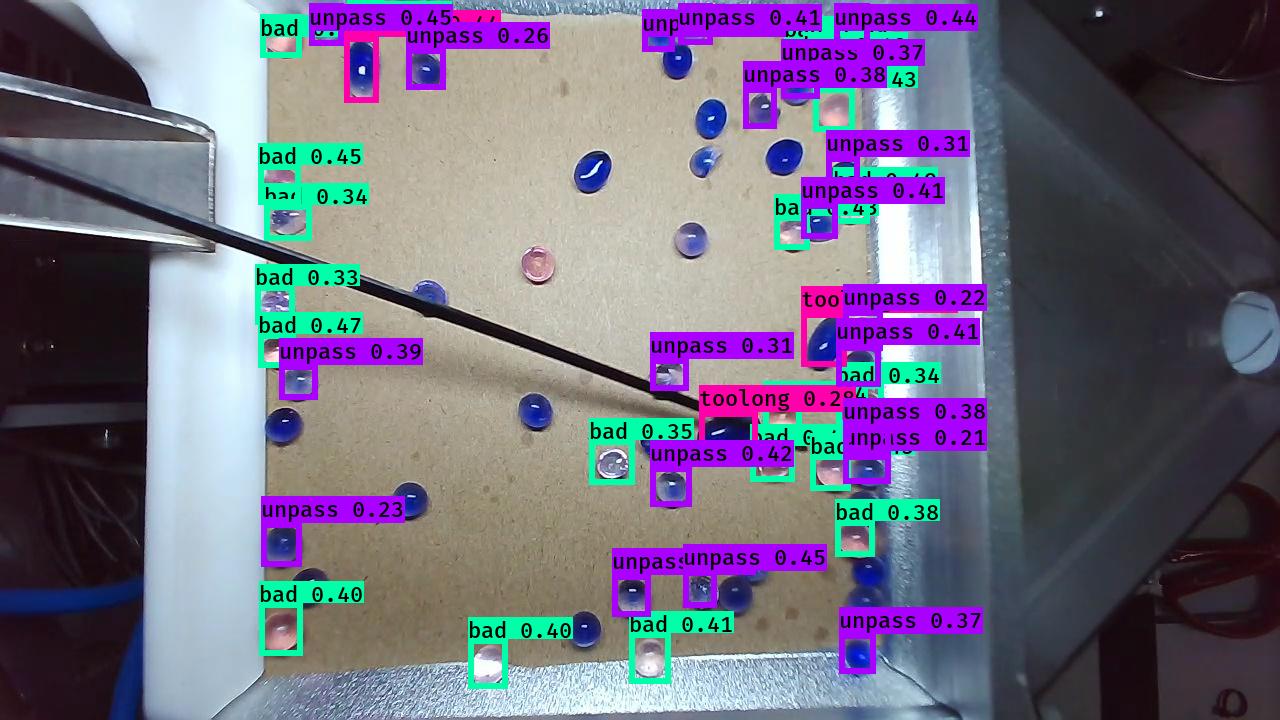 bad
unpass 0.45
unpass 0.26
unp
unpass 0.41
unpass 0.44
unpass 0.37
unpass 0.38
43
bad 0.45
bad 0.34
unpass 0.31
unpass 0.41
bad 0.33
bad 0.47
unpass 0.39
unpass 0.22
unpass 0.31
unpass 0.41
bad 0.34
toolong 0.28
unpass 0.38
bad 0.35
unpass 0.21
unpass 0.42
bad
unpass 0.23
bad 0.38
unpass
unpass 0.45
bad 0.40
bad 0.40
bad 0.41
unpass 0.37